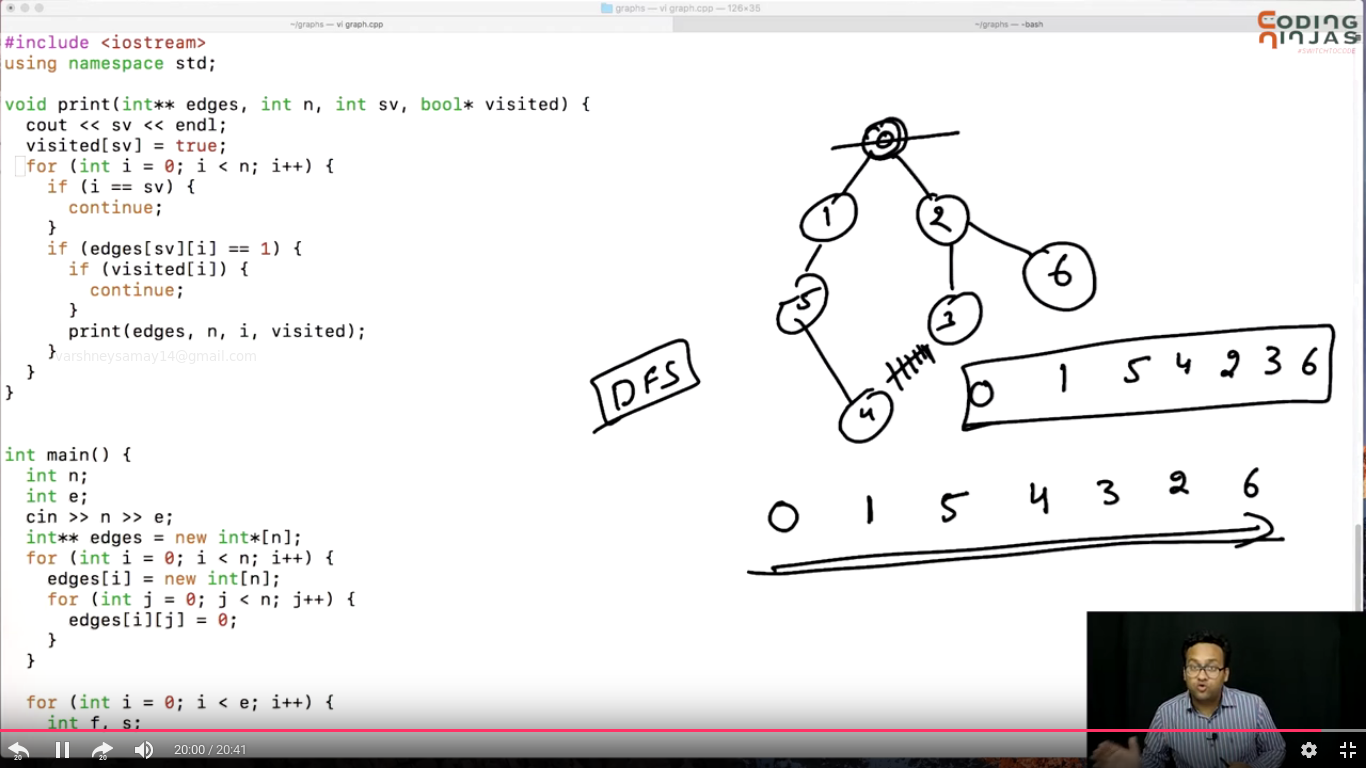 graphs — vi graph.cpp — 126×35
~/graphs — vi graph.cpp
~/graphs — -bash
CODING
NINJAS
#SWITCHTOCODE
#include <iostream>
using namespace std;
void print(int** edges, int n, int sv, bool* visited) {
cout << sv << endl;
visited[sv] = true;
for (int i = 0; i < n; i++) {
if (i == sv) {
continue;
}
if (edges[sv][i] == 1) {
if (visited[i]) {
continue;
}
print(edges, n, i, visited);
}
varshneysamay14@gmail.com
}
}
int main() {
int n;
int e;
cin >> n >> e;
int** edges = new int*[n];
for (int i = 0; i < n; i++) {
edges[i] = new int[n];
for (int j = 0; j < n; j++) {
edges[i][j] = 0;
}
}
for (int i = 0; i < e; i++) {
int f, s;
0
1
2
5
3
6
4
DFS
0 1 5 4 2 3 6
0 1 5 4 3 2 6
20
20
20:00 / 20:41